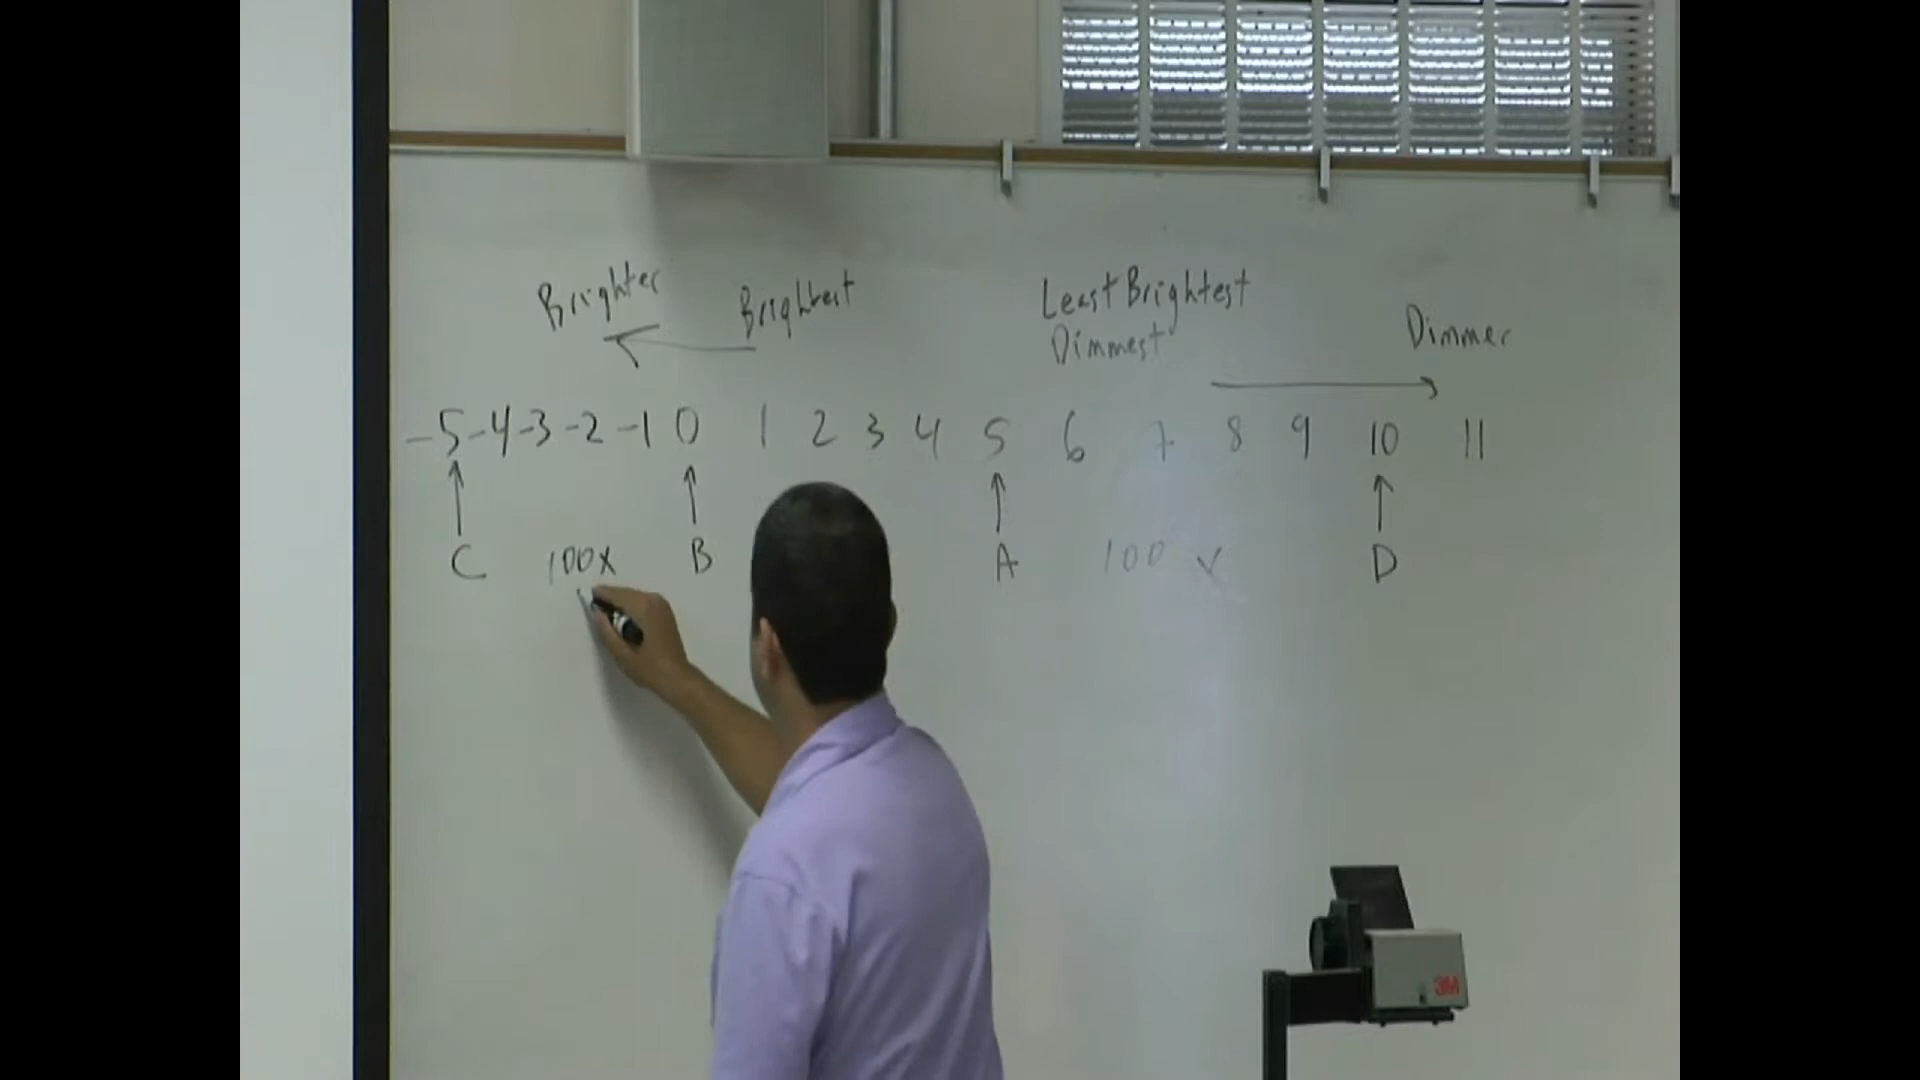 Brighter Brightest Least Brightest
Dimmest Dimmer
-5 -4 -3 -2 -1 0 1 2 3 4 5 6 7 8 9 10 11
C 100x B A 100 x D
3M